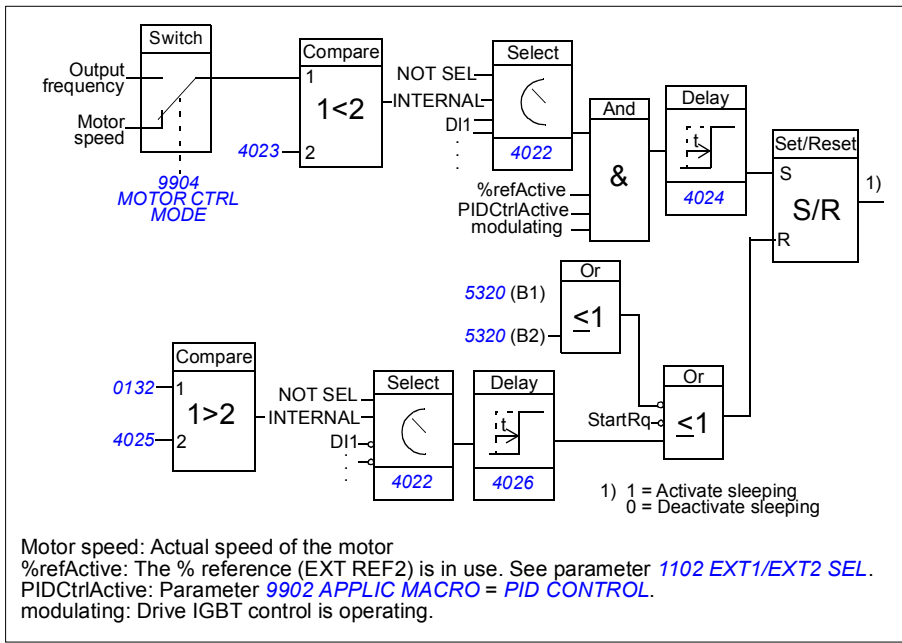 Switch
Output
frequency
Motor
speed
9904
MOTOR CTRL
MODE
Compare
1
1<2
4023
2
Select
NOT SEL
INTERNAL
DI1
.
.
.
4022
And
&
%refActive
PIDCtrlActive
modulating
Delay
t
4024
Set/Reset
S
S/R
R
1)
Or
5320 (B1)
≤1
5320 (B2)
Compare
0132
1
1>2
4025
2
Select
NOT SEL
INTERNAL
DI1
.
.
.
4022
Delay
t
4026
Or
StartRq
≤1
1) 1 = Activate sleeping
0 = Deactivate sleeping
Motor speed: Actual speed of the motor
%refActive: The % reference (EXT REF2) is in use. See parameter 1102 EXT1/EXT2 SEL.
PIDCtrlActive: Parameter 9902 APPLIC MACRO = PID CONTROL.
modulating: Drive IGBT control is operating.